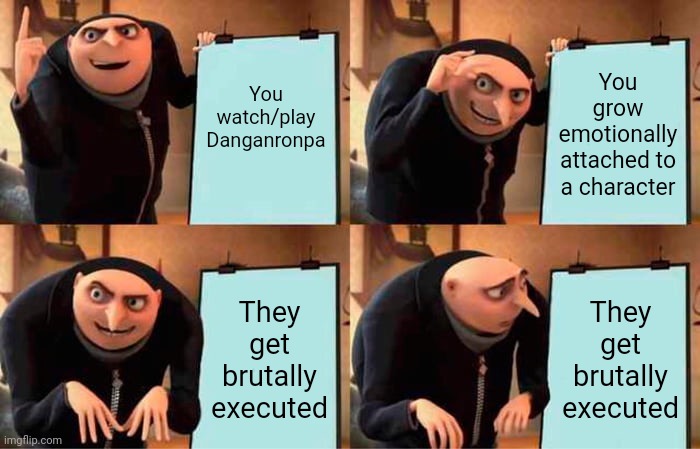 You
watch/play
Danganronpa
You
grow
emotionally
attached to
a character
They
get
brutally
executed
They
get
brutally
executed
imgflip.com